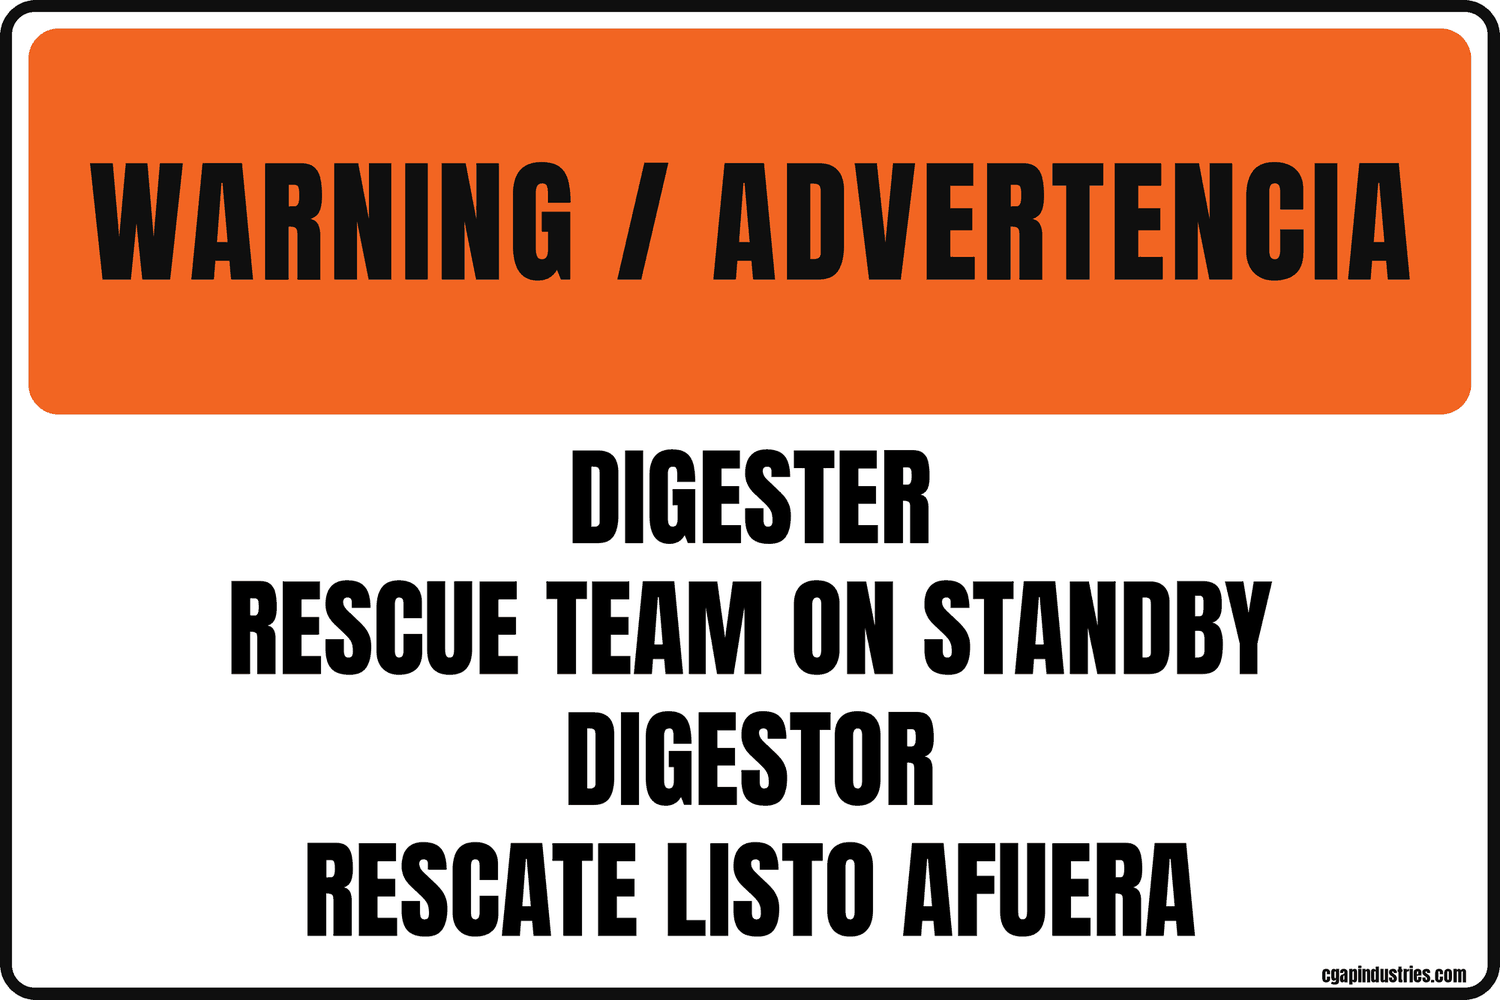 WARNING / ADVERTENCIA
DIGESTER
RESCUE TEAM ON STANDBY
DIGESTOR
RESCATE LISTO AFUERA
cgapindustries.com